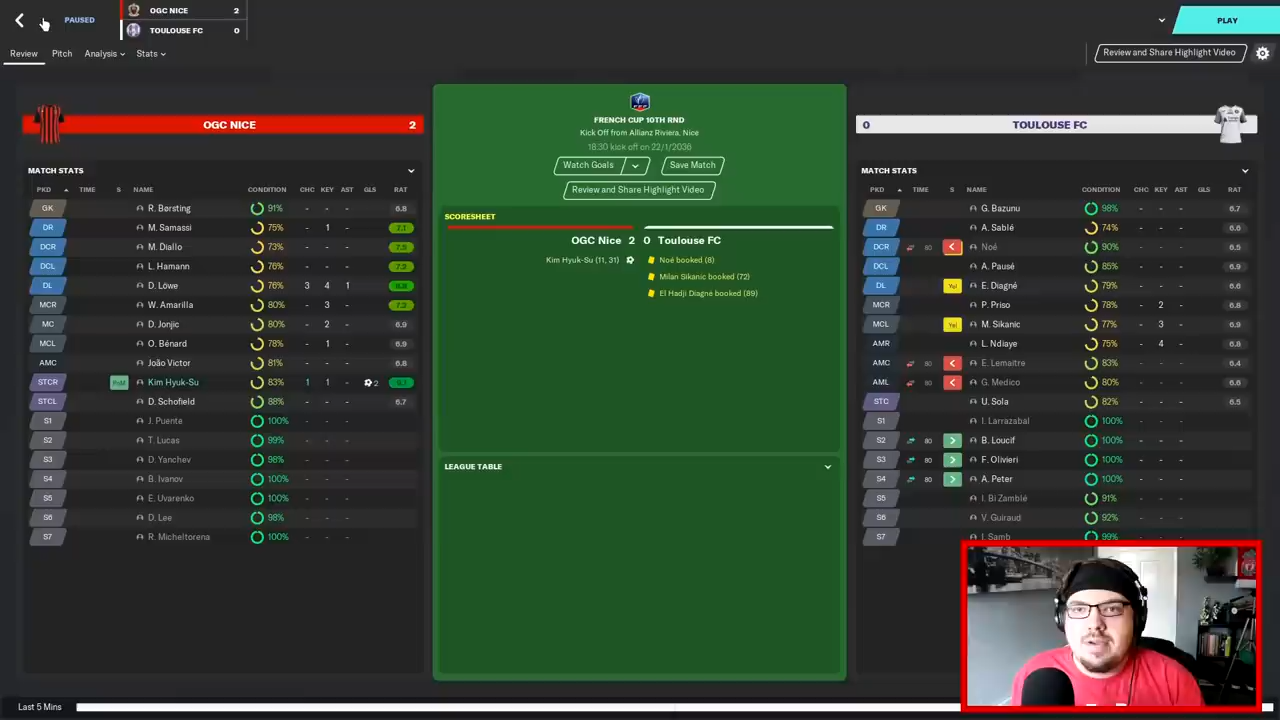 PAUSED
OGC NICE 2
TOULOUSE FC 0
PLAY
Review Pitch Analysis Stats
Review and Share Highlight Video
OGC NICE 2
MATCH STATS
PKD TIME S NAME CONDITION CHC KEY AST GLS RAT
GK R. Børsting 91% - - - 6.8
DR M. Samassi 75% - 1 - 7.1
DCR M. Diallo 73% - - -
DCL L. Hamann 76% - - - 7.2
DL D. Löwe 76% 3 4 1 8.8
MCR W. Amarilla 80% - 3 - 7.2
MC D. Jonjic 80% - 2 - 6.9
MCL O. Bénard 78% - 1 - 6.9
AMC João Victor 81% - - - 6.8
STCR PoM Kim Hyuk-Su 83% 1 1 - 2 9.1
STCL D. Schofield 88% - - - 6.7
S1 J. Puente 100% - - -
S2 T. Lucas 99% - - -
S3 D. Yanchev 98% - - -
S4 B. Ivanov 100% - - -
S5 E. Uvarenko 100% - - -
S6 D. Lee 98% - - -
S7 R. Micheltorena 100% - - -
FRENCH CUP 10TH RND
Kick Off from Allianz Riviera, Nice
18:30 kick off on 22/1/2036
Watch Goals
Save Match
Review and Share Highlight Video
SCORESHEET
OGC Nice 2 0 Toulouse FC
Kim Hyuk-Su (11, 31)
Noé booked (8)
Milan Sikanic booked (72)
El Hadji Diagné booked (89)
LEAGUE TABLE
0 TOULOUSE FC
MATCH STATS
PKD TIME S NAME CONDITION CHC KEY AST GLS RAT
GK G. Bazunu 98% - - - 6.7
DR A. Sablé 74% - - - 6.6
DCR 80 Noé 90% - - - 6.5
DCL A. Pausé 85% - - - 6.9
DL Yel E. Diagné 79% - - - 6.6
MCR P. Priso 78% - 2 - 6.8
MCL Yel M. Sikanic 77% - 3 - 6.9
AMR L. Ndiaye 75% - 4 - 6.8
AMC 80 E. Lemaitre 83% - - - 6.4
AML 80 G. Medico 80% - - - 6.6
STC U. Sola 82% - - - 6.5
S1 I. Larrazabal 100% - - -
S2 80 B. Loucif 100% - - -
S3 80 F. Olivieri 100% - - -
S4 80 A. Peter 100% - - -
S5 I. Bi Zamblé 91% - - -
S6 V. Guiraud 92% - - -
S7 I. Samb 99% - - -
Last 5 Mins